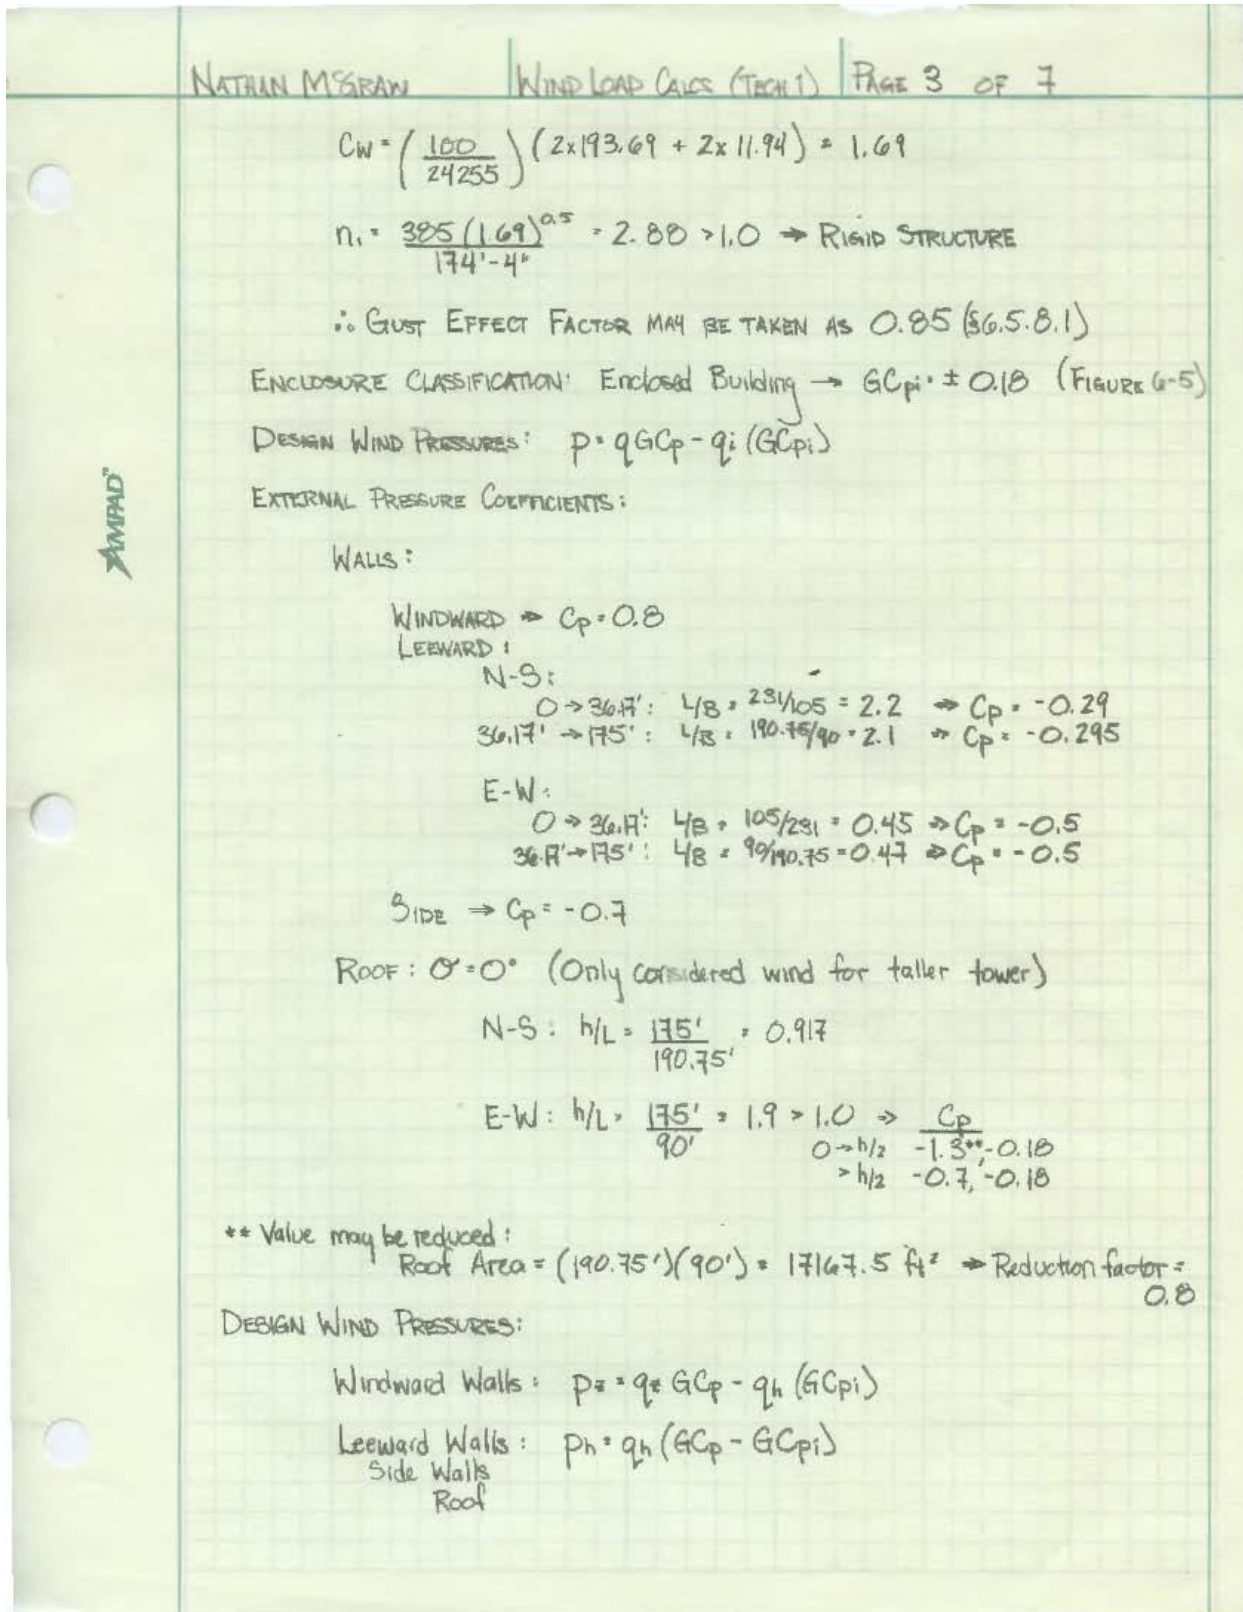 NATHAN McGRAW WIND LOAD CALCS (TECH 1) PAGE 3 OF 7
Cw = (100/24255)(2x193.69 + 2x11.94) = 1.69
n₁ = 385(1.69)^0.5/174'-4" = 2.88 >1.0 → RIGID STRUCTURE
∴ GUST EFFECT FACTOR MAY BE TAKEN AS 0.85 (§6.5.8.1)
ENCLOSURE CLASSIFICATION: Enclosed Building → GCpi = ± 0.18 (FIGURE 6-5)
DESIGN WIND PRESSURES: p = qGCp - qi (GCpi)
AMPAD™
EXTERNAL PRESSURE COEFFICIENTS:
WALLS:
WINDWARD → Cp = 0.8
LEEWARD:
N-S:
0 → 36.17': L/B = 231/105 = 2.2 → Cp = -0.29
36.17' → 175': L/B = 190.75/90 = 2.1 → Cp = -0.295
E-W:
0 → 36.17': L/B = 105/231 = 0.45 → Cp = -0.5
36.17' → 175': L/B = 90/190.75 = 0.47 → Cp = -0.5
SIDE ⇒ Cp = -0.7
ROOF: θ = 0° (Only considered wind for taller tower)
N-S: h/L = 175'/190.75' = 0.917
E-W: h/L = 175'/90' = 1.9 > 1.0 → Cp
0→h/2 -1.3**, -0.18
>h/2 -0.7, -0.18
** Value may be reduced:
Roof Area = (190.75')(90') = 17167.5 ft² → Reduction factor =
0.8
DESIGN WIND PRESSURES:
Windward Walls: pz = qz GCp - qh (GCpi)
Leeward Walls: ph = qh (GCp - GCpi)
Side Walls
Roof